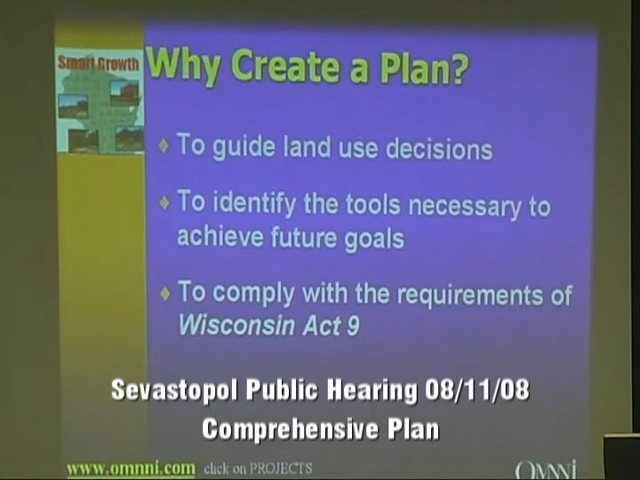 Smart Growth
Why Create a Plan?
To guide land use decisions
To identify the tools necessary to
achieve future goals
To comply with the requirements of
Wisconsin Act 9
Sevastopol Public Hearing 08/11/08
Comprehensive Plan
www.omnni.com click on PROJECTS
OMNNI